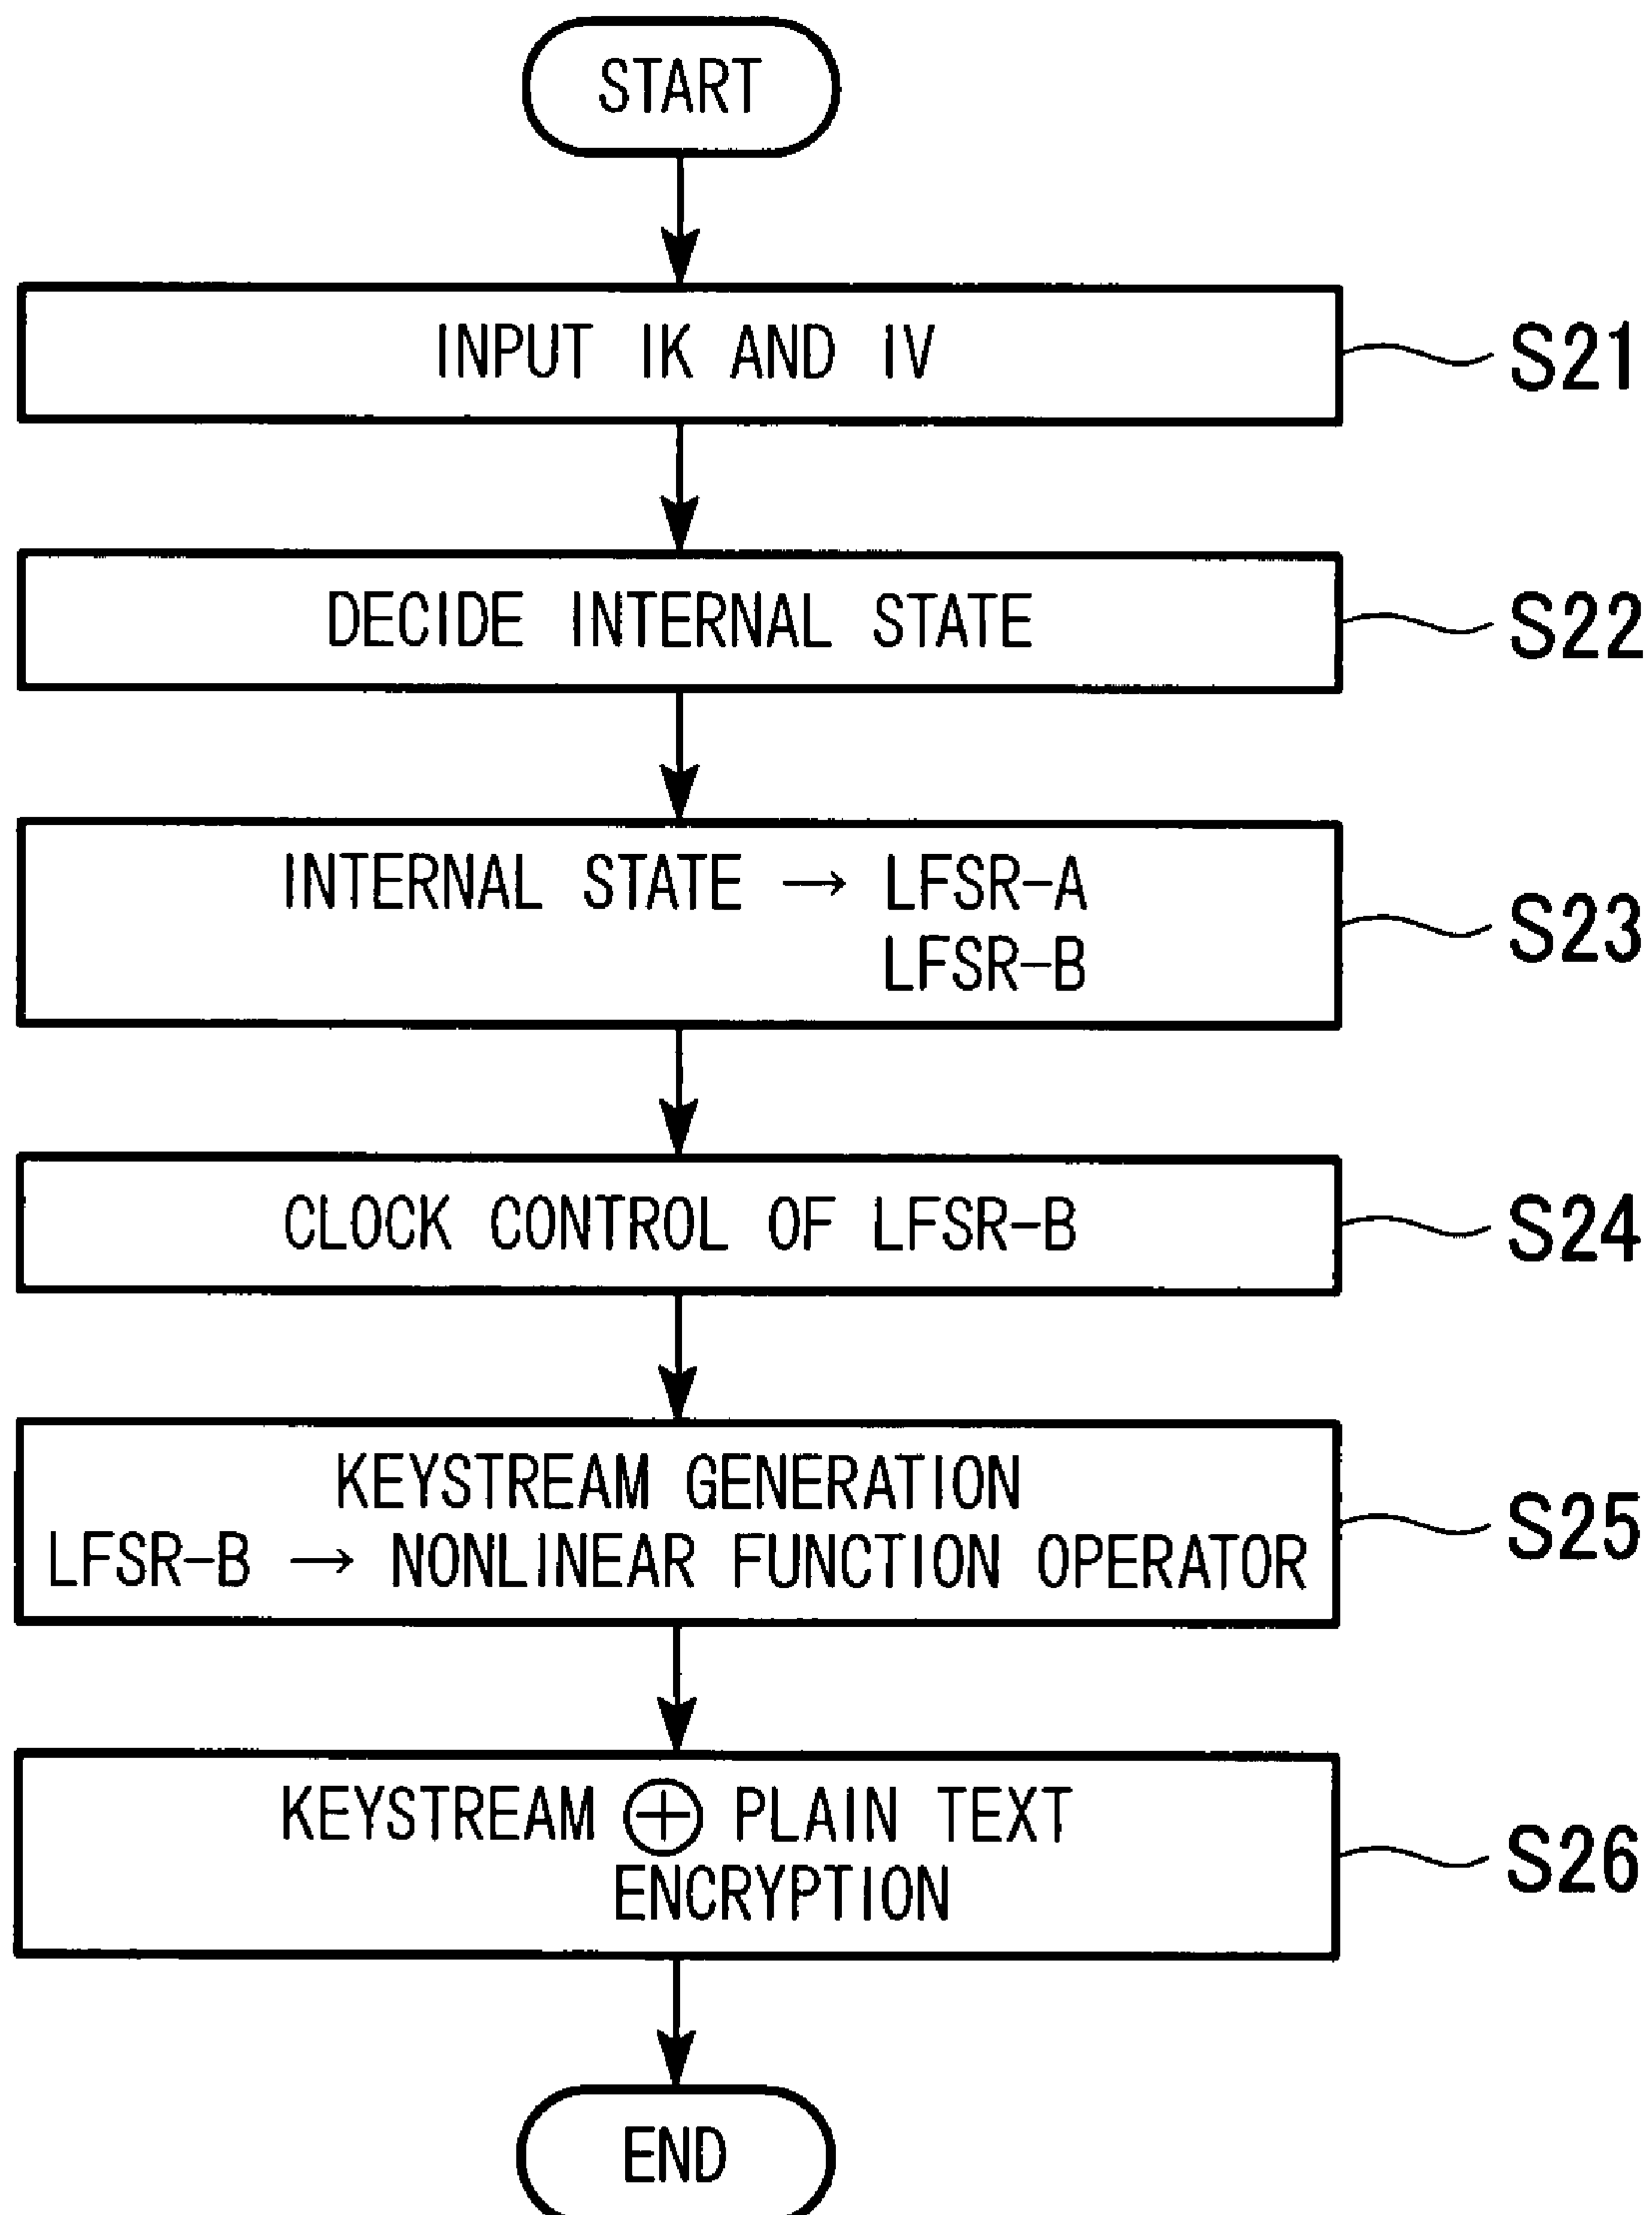 START
INPUT IK AND IV
S21
DECIDE INTERNAL STATE
S22
INTERNAL STATE → LFSR-A
LFSR-B
S23
CLOCK CONTROL OF LFSR-B
S24
KEYSTREAM GENERATION
LFSR-B → NONLINEAR FUNCTION OPERATOR
S25
KEYSTREAM ⊕ PLAIN TEXT
ENCRYPTION
S26
END